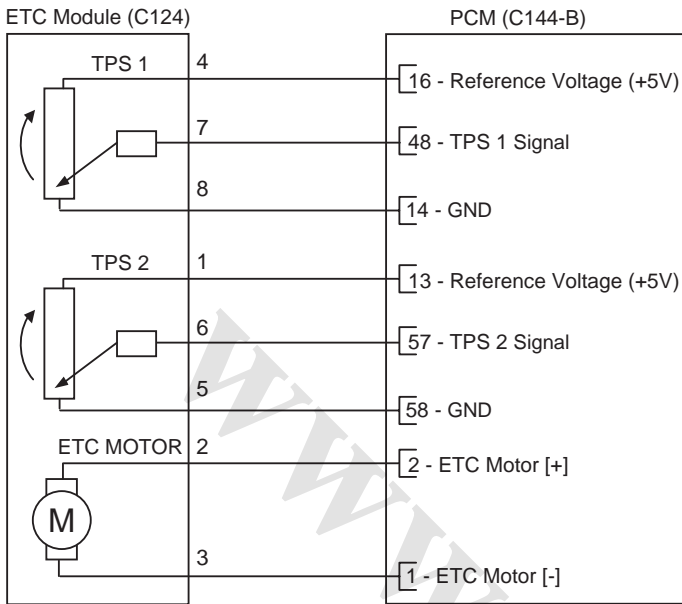 ETC Module (C124)
PCM (C144-B)
TPS 1
4
16 - Reference Voltage (+5V)
7
48 - TPS 1 Signal
8
14 - GND
TPS 2
1
13 - Reference Voltage (+5V)
6
57 - TPS 2 Signal
5
58 - GND
ETC MOTOR
2
2 - ETC Motor [+]
M
3
1 - ETC Motor [-]
www